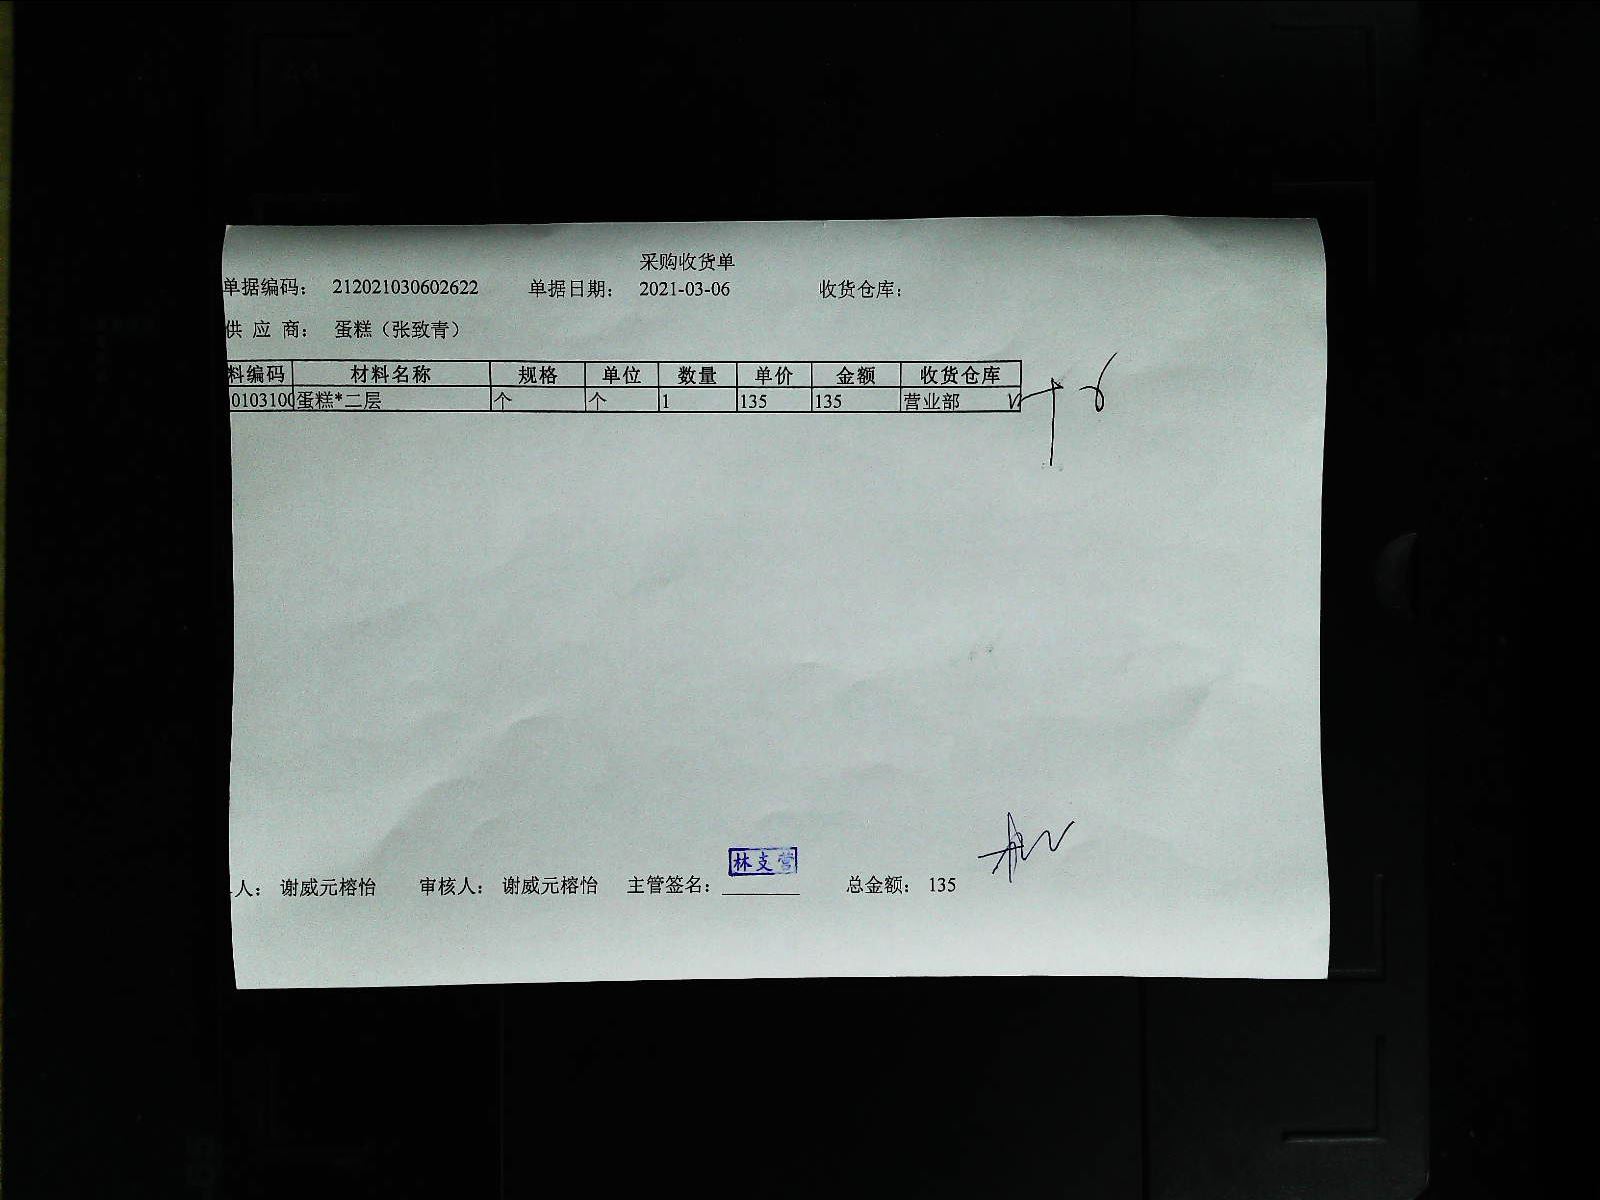 采购收货单
单据编码： 212021030602622 单据日期： 2021-03-06 收货仓库：
供 应 商： 蛋糕（张致青）
料编码 材料名称 规格 单位 数量 单价 金额 收货仓库
0103100 蛋糕*二层 个 个 1 135 135 营业部
林支营
人： 谢威元榕怡 审核人： 谢威元榕怡 主管签名： 总金额： 135